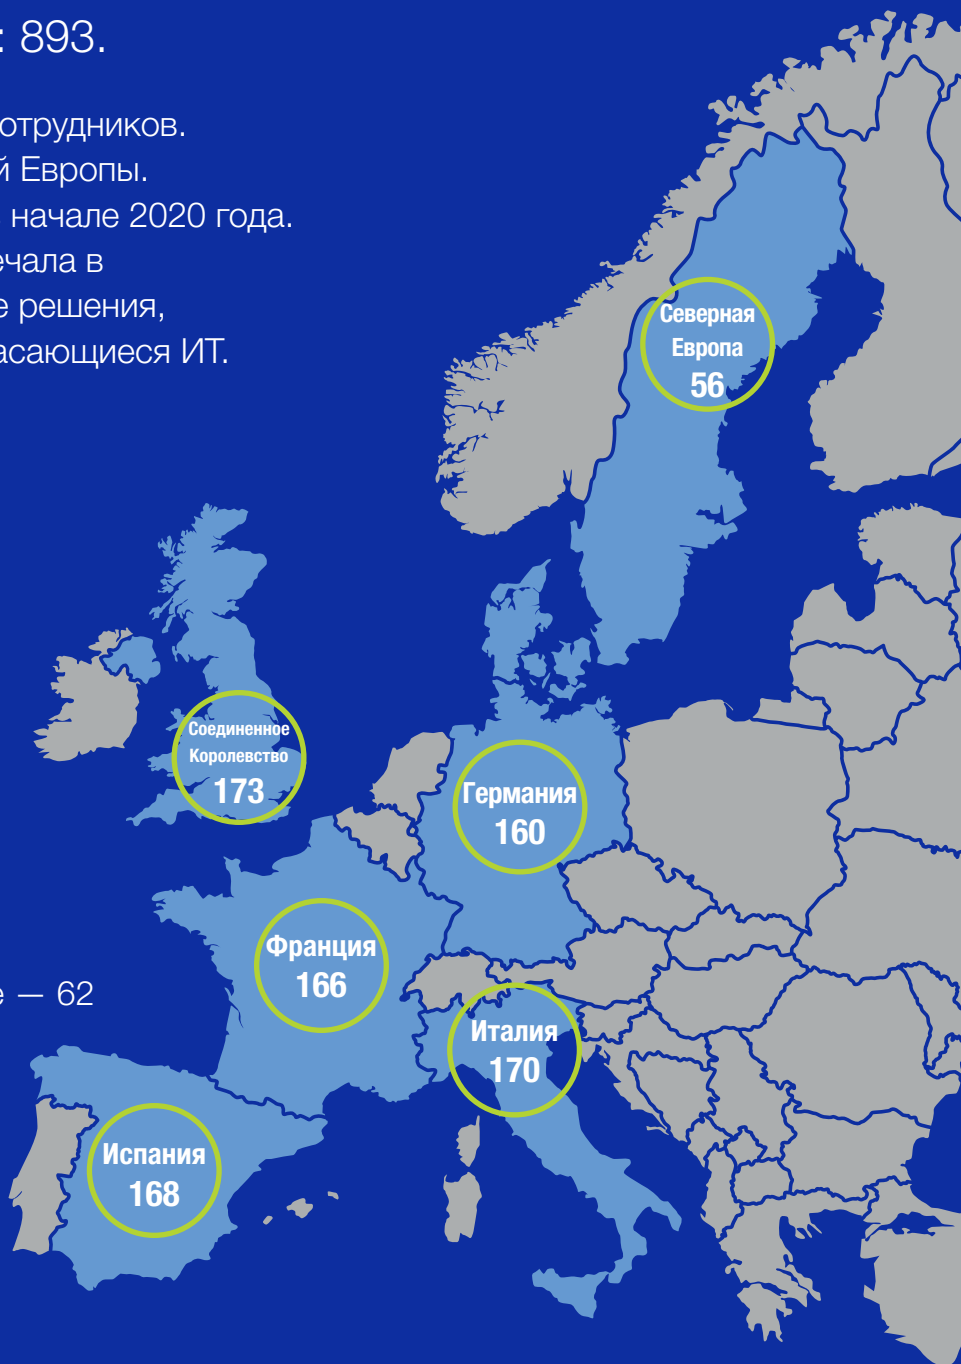 : 893.
отрудников.
й Европы.
начале 2020 года.
ечала в
е решения,
асающиеся ИТ.
Северная
Европа
56
Соединенное
Королевство
173
Германия
160
Франция
166
е — 62
Италия
170
Испания
168